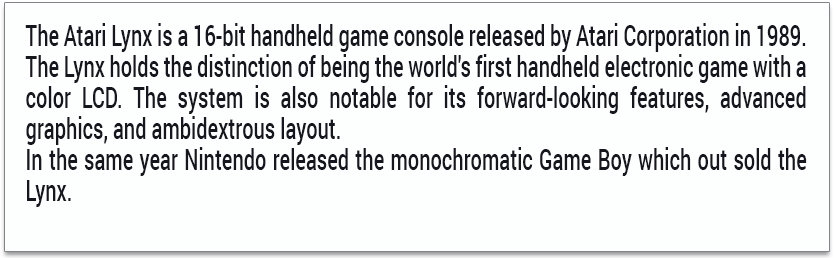 The Atari Lynx is a 16-bit handheld game console released by Atari Corporation in 1989.
The Lynx holds the distinction of being the world's first handheld electronic game with a
color LCD. The system is also notable for its forward-looking features, advanced
graphics, and ambidextrous layout.
In the same year Nintendo released the monochromatic Game Boy which out sold the
Lynx.